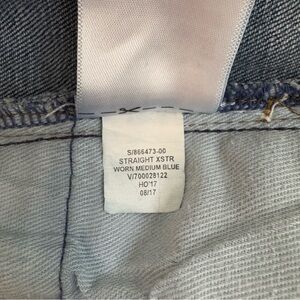 S/866473-00
STRAIGHT XSTR
WORN MEDIUM BLUE
V/700028122
HO'17
08/17